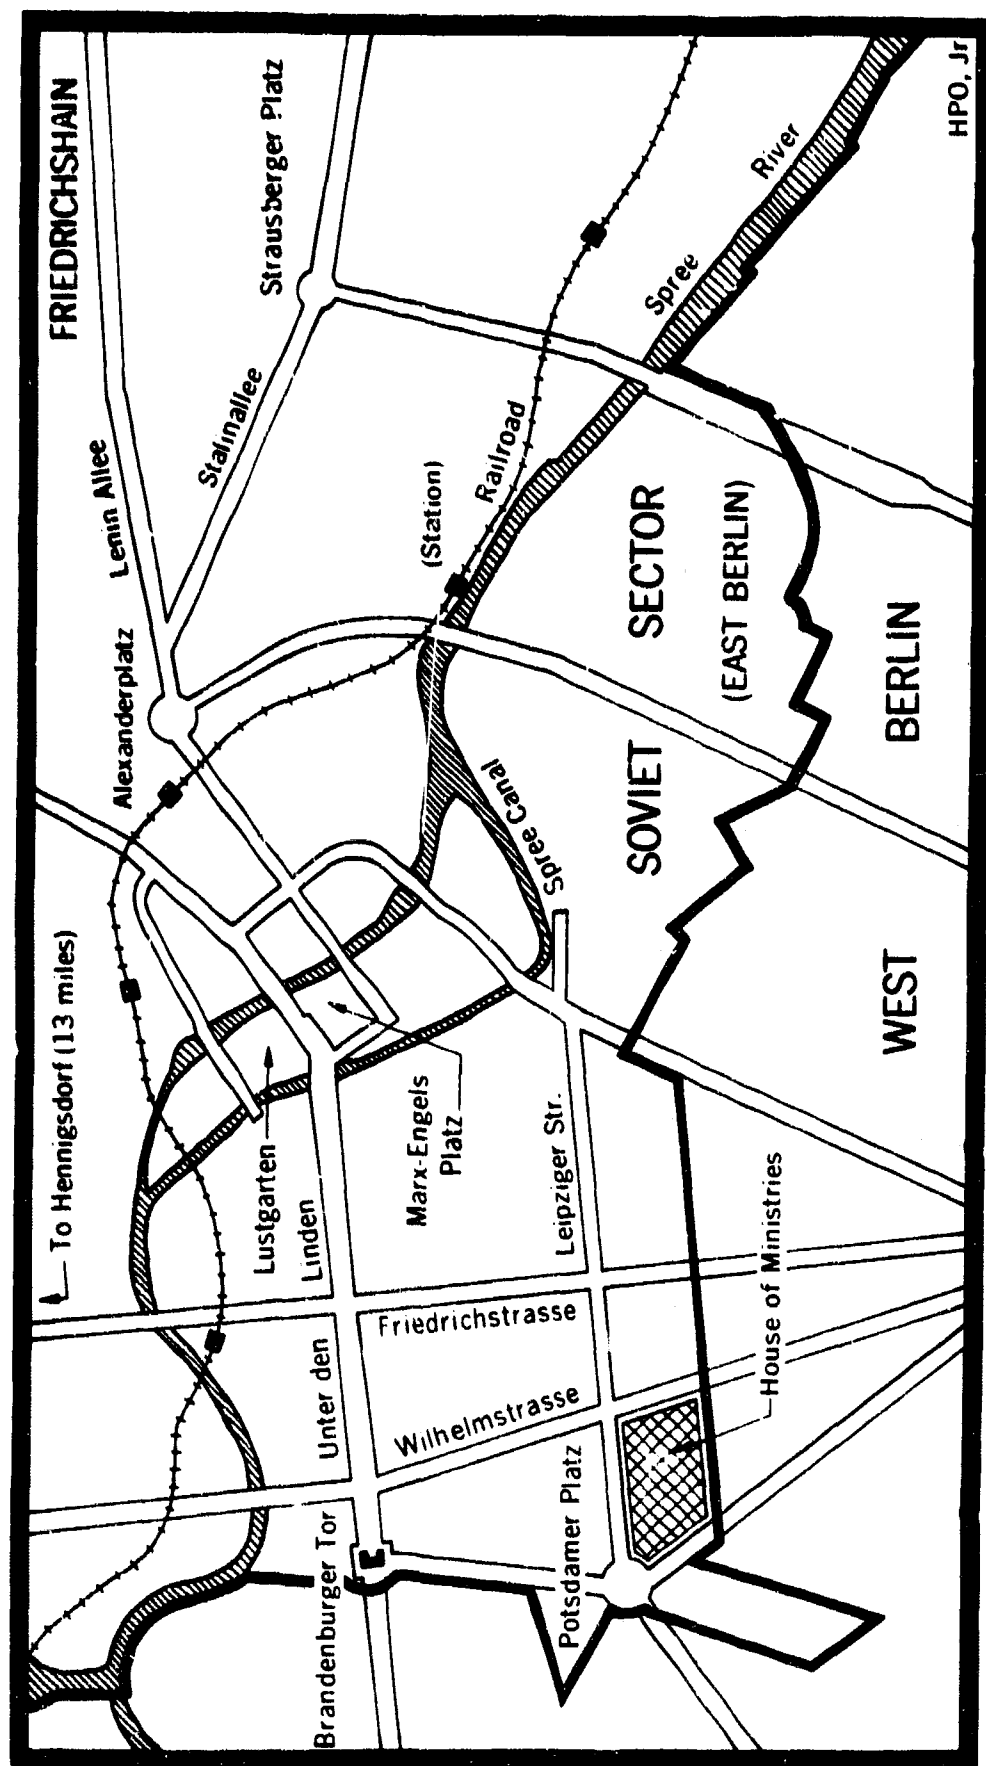 To Hennigsdorf (13 miles)
FRIEDRICHSHAIN
Lenin Allee
Alexanderplatz
Stalinallee
Strausberger Platz
Lustgarten
Brandenburger Tor
Unter den
Linden
Marx-Engels
Platz
(Station)
Railroad
Friedrichstrasse
Wilhelmstrasse
Spree Canal
Leipziger Str.
Potsdamer Platz
Spree
River
SOVIET
SECTOR
(EAST BERLIN)
House of Ministries
WEST
BERLIN
HPO, Jr